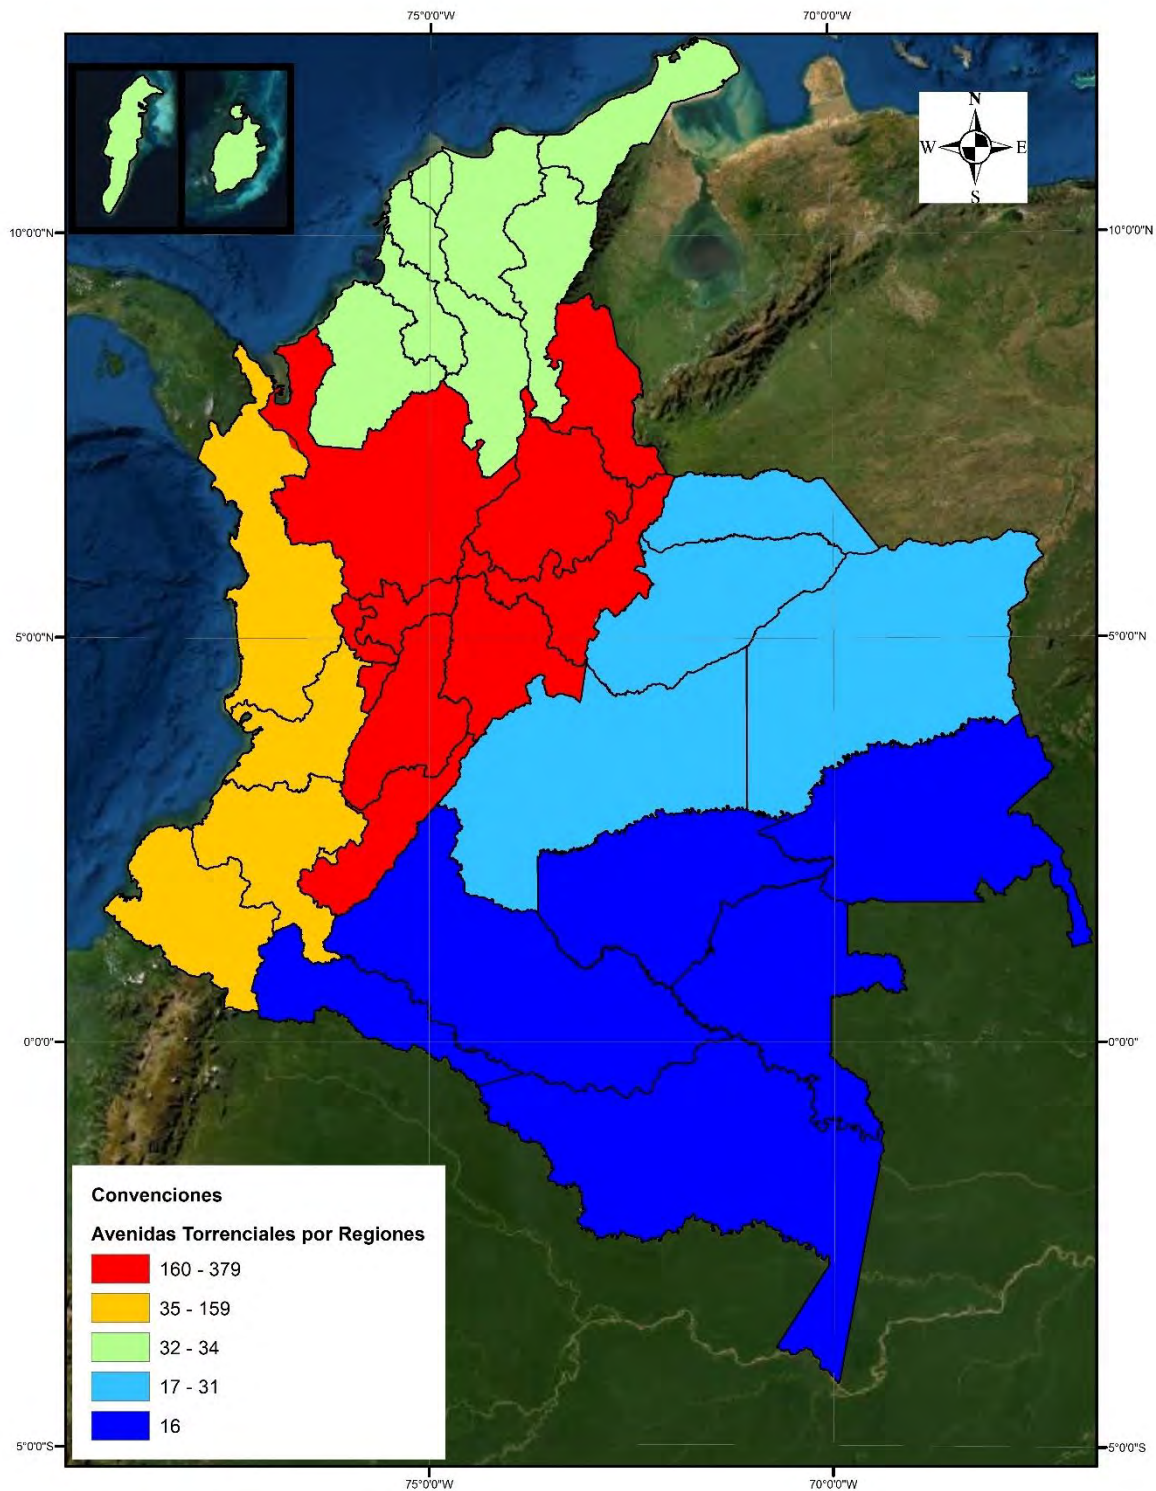 75°0'0"W 70°0'0"W
N
W E
S
10°0'0"N 10°0'0"N
5°0'0"N 5°0'0"N
0°0'0" 0°0'0"
Convenciones
Avenidas Torrenciales por Regiones
160 - 379
35 - 159
32 - 34
17 - 31
16
5°0'0"S 5°0'0"S
75°0'0"W 70°0'0"W